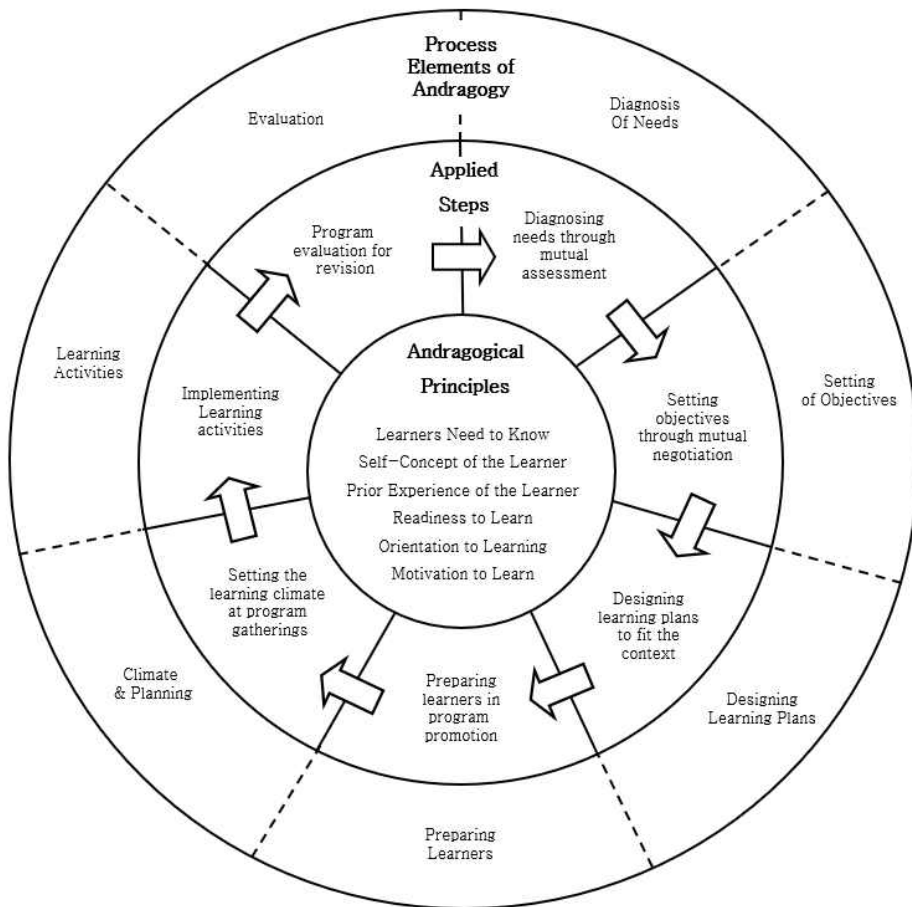 Process
Elements of
Andragogy
Evaluation
Diagnosis
Of Needs
Applied
Steps
Program
evaluation for
revision
Diagnosing
needs through
mutual
assessment
Learning
Activities
Implementing
Learning
activities
Andragogical
Principles
Learners Need to Know
Self-Concept of the Learner
Prior Experience of the Learner
Readiness to Learn
Orientation to Learning
Motivation to Learn
Setting
objectives
through mutual
negotiation
Setting
of Objectives
Setting the
learning climate
at program
gatherings
Designing
learning plans
to fit the
context
Climate
& Planning
Preparing
learners in
program
promotion
Designing
Learning Plans
Preparing
Learners